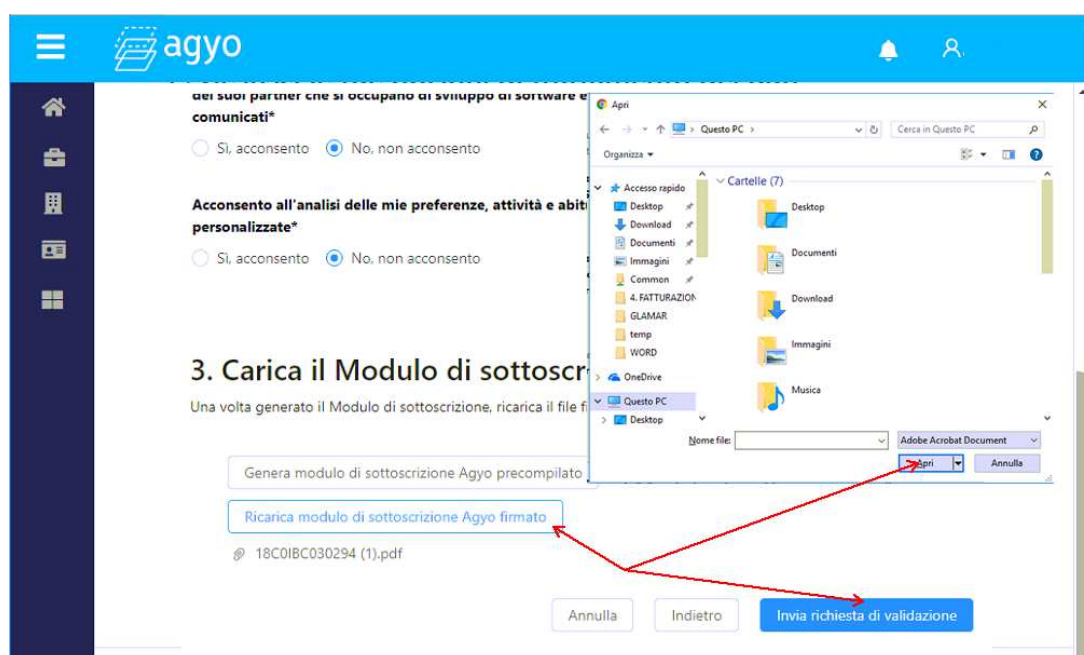 agyo
dei suoi partner che si occupano di sviluppo di software e
comunicati*
Sì, acconsento
No, non acconsento
Acconsento all'analisi delle mie preferenze, attività e abit
personalizzate*
Sì, acconsento
No, non acconsento
3. Carica il Modulo di sottoscr
Una volta generato il Modulo di sottoscrizione, ricarica il file fi
Genera modulo di sottoscrizione Agyo precompilato
Ricarica modulo di sottoscrizione Agyo firmato
18C0IBC030294 (1).pdf
Annulla
Indietro
Invia richiesta di validazione
Apri
Questo PC
Cerca in Questo PC
Organizza
Accesso rapido
Desktop
Download
Documenti
Immagini
Common
4. FATTURAZION
GLAMAR
temp
WORD
OneDrive
Questo PC
Desktop
Cartelle (7)
Desktop
Documenti
Download
Immagini
Musica
Nome file:
Adobe Acrobat Document
Apri
Annulla